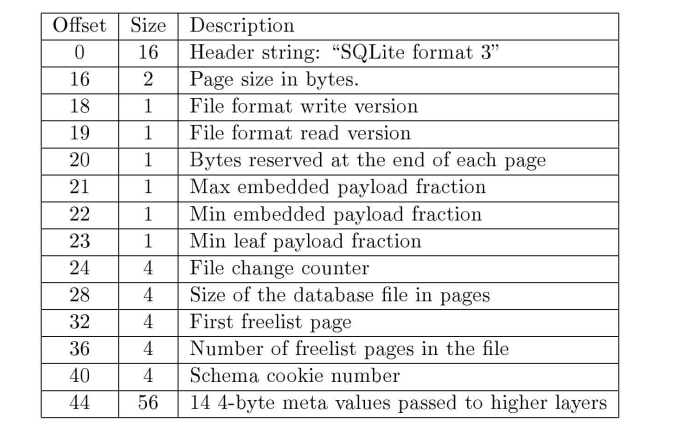 Offset Size Description
0 16 Header string: “SQLite format 3”
16 2 Page size in bytes.
18 1 File format write version
19 1 File format read version
20 1 Bytes reserved at the end of each page
21 1 Max embedded payload fraction
22 1 Min embedded payload fraction
23 1 Min leaf payload fraction
24 4 File change counter
28 4 Size of the database file in pages
32 4 First freelist page
36 4 Number of freelist pages in the file
40 4 Schema cookie number
44 56 14 4-byte meta values passed to higher layers